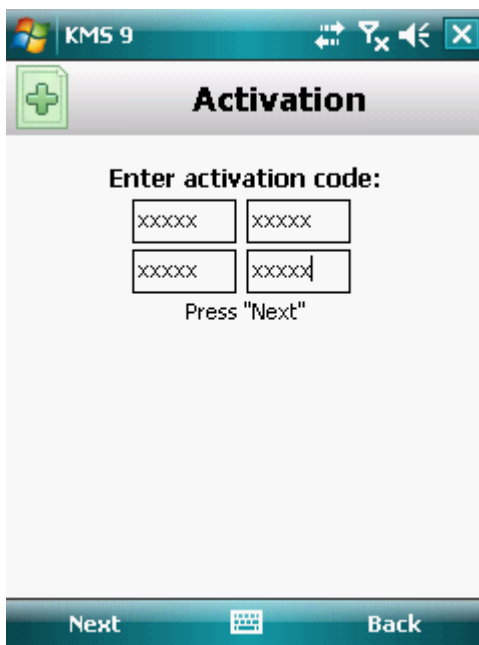 KMS 9
Activation
Enter activation code:
xxxxx xxxxx
xxxxx xxxxx
Press "Next"
Next Back